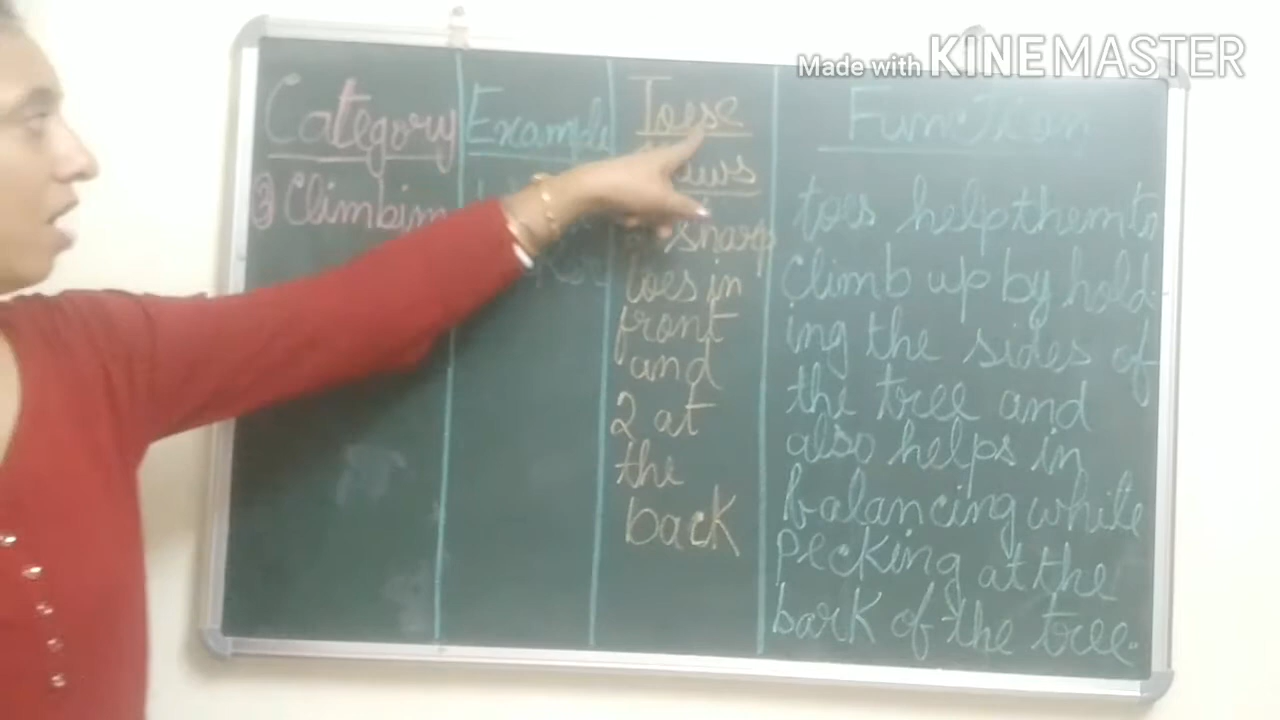 Made with KINEMASTER
Category Example Toes& Function
③ Climbing
sharp
toes in
front
and
2 at
the
back
toes help them to
climb up by hold-
ing the sides of
the tree and
also helps in
balancing while
pecking at the
bark of the tree.